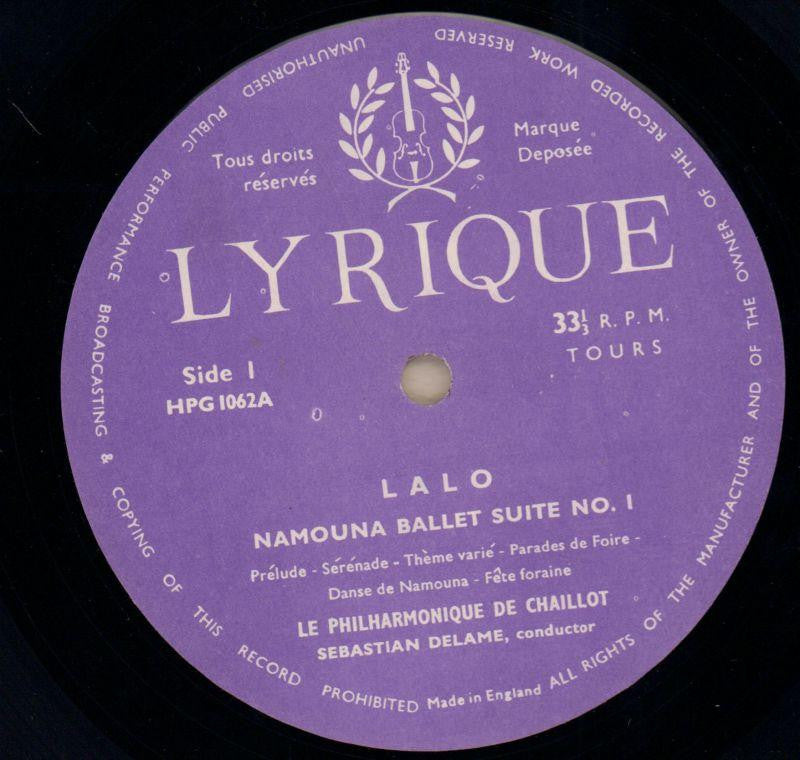 ALL RIGHTS OF THE MANUFACTURER AND OF THE OWNER OF THE RECORDED WORK RESERVED
UNAUTHORISED PUBLIC PERFORMANCE BROADCASTING & COPYING OF THIS RECORD PROHIBITED
Tous droits
réservés
Marque
Deposée
LYRIQUE
33⅓ R. P. M.
TOURS
Side 1
HPG 1062A
LALO
NAMOUNA BALLET SUITE NO. 1
Prélude - Sérénade - Thème varié - Parades de Foire -
Danse de Namouna - Fête foraine
LE PHILHARMONIQUE DE CHAILLOT
SEBASTIAN DELAME, conductor
Made in England